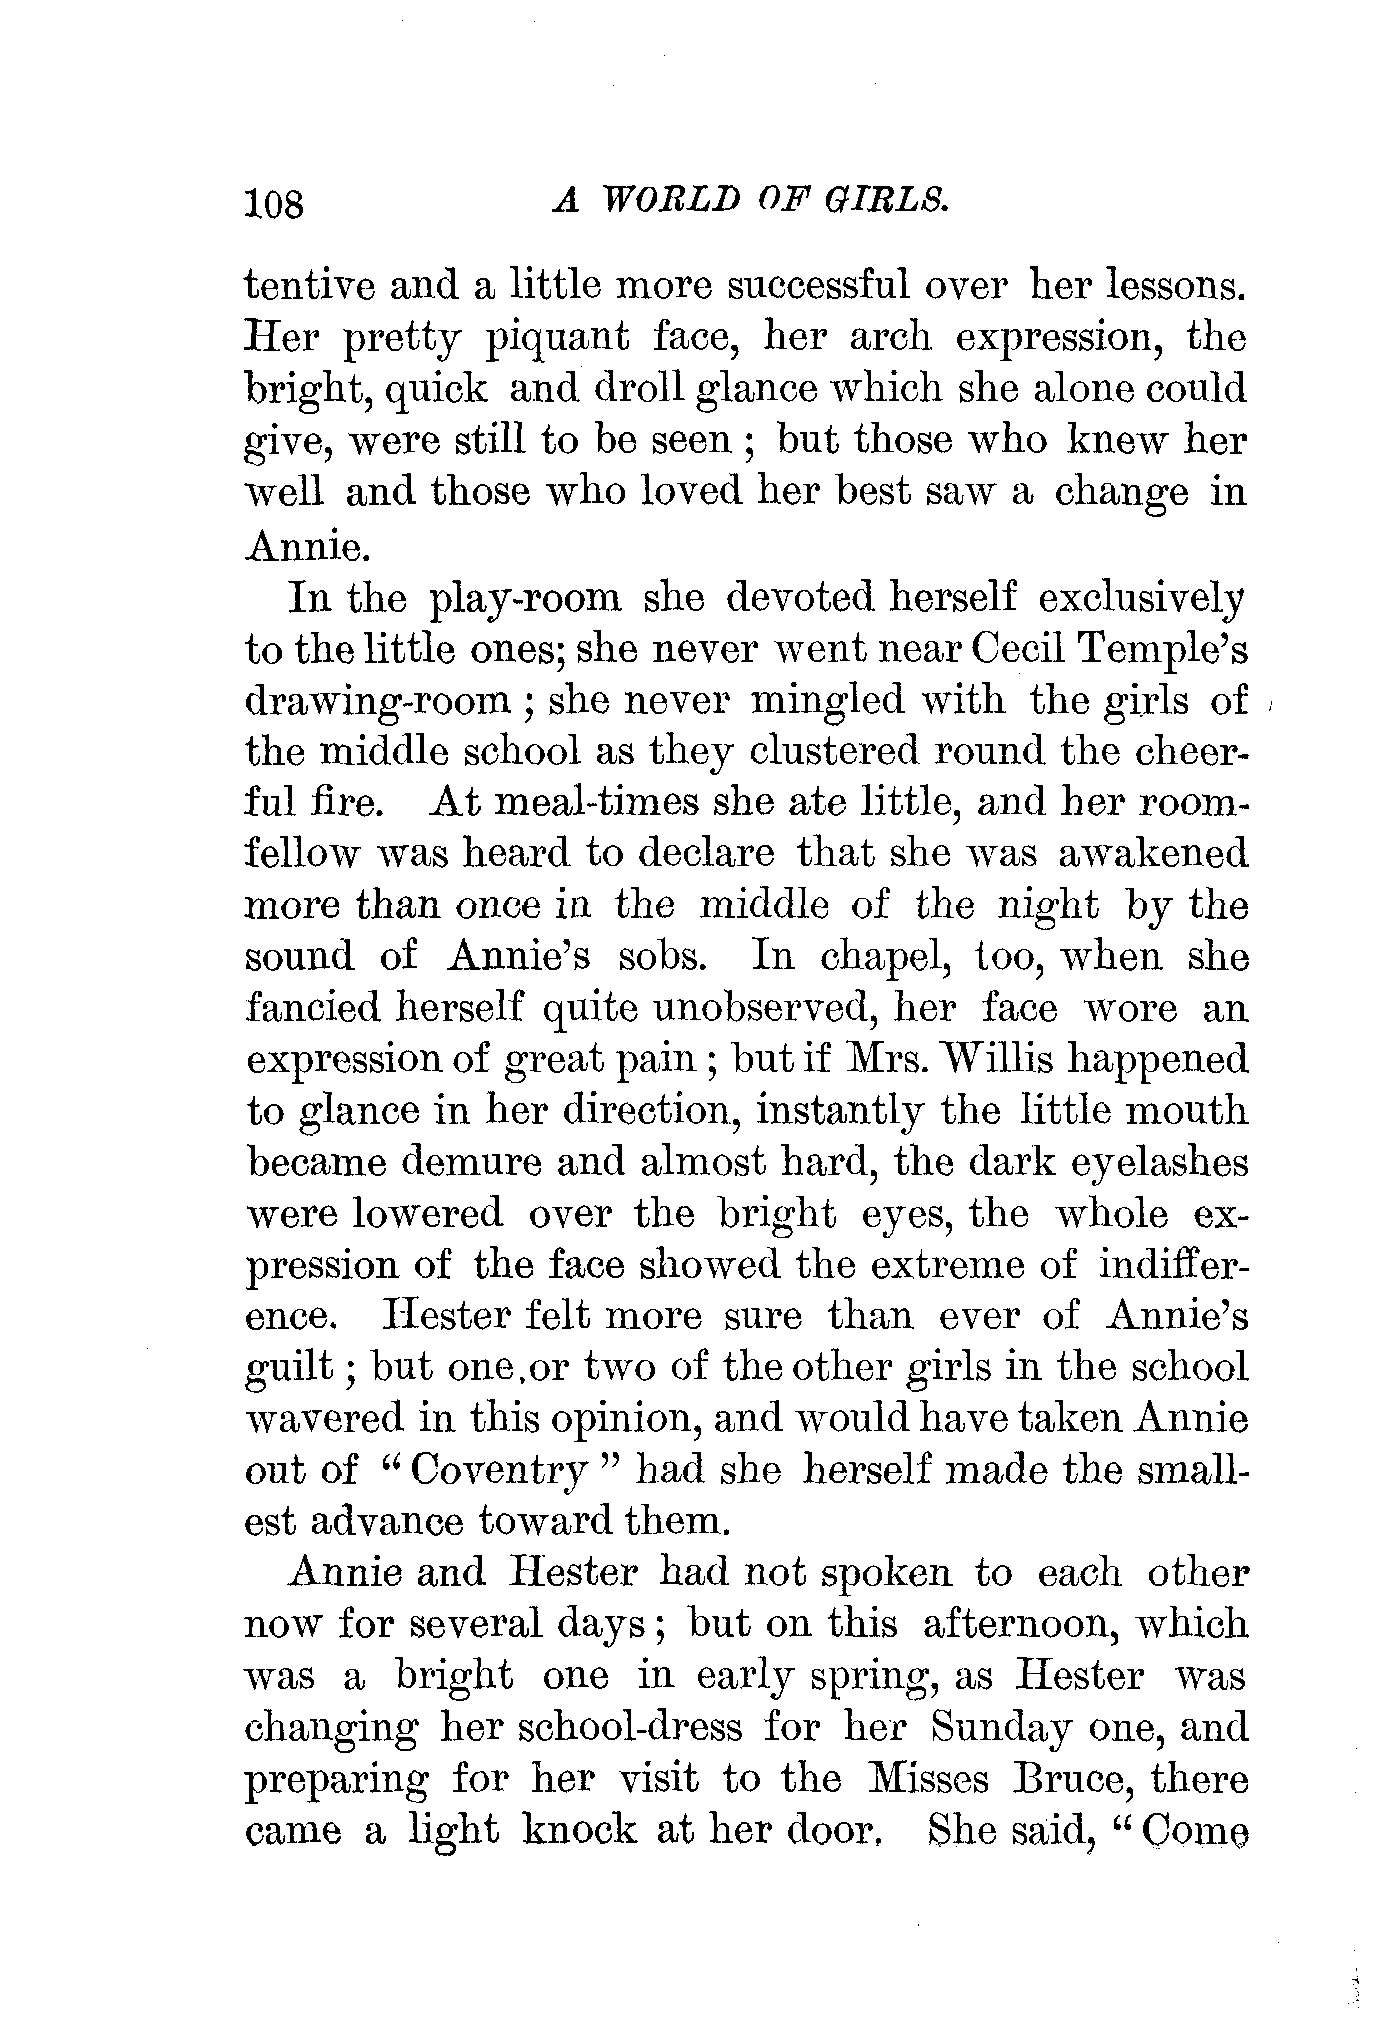 108 A WORLD OF GIRLS.
tentive and a little more successful over her lessons.
Her pretty piquant face, her arch expression, the
bright, quick and droll glance which she alone could
give, were still to be seen ; but those who knew her
well and those who loved her best saw a change in
Annie.
In the play-room she devoted herself exclusively
to the little ones; she never went near Cecil Temple’s
drawing-room ; she never mingled with the girls of
the middle school as they clustered round the cheer-
ful fire. At meal-times she ate little, and her room-
fellow was heard to declare that she was awakened
more than once in the middle of the night by the
sound of Annie’s sobs. In chapel, too, when she
fancied herself quite unobserved, her face wore an
expression of great pain ; but if Mrs. Willis happened
to glance in her direction, instantly the little mouth
became demure and almost hard, the dark eyelashes
were lowered over the bright eyes, the whole ex-
pression of the face showed the extreme of indiffer-
ence. Hester felt more sure than ever of Annie’s
guilt ; but one or two of the other girls in the school
wavered in this opinion, and would have taken Annie
out of “ Coventry ” had she herself made the small-
est advance toward them.
Annie and Hester had not spoken to each other
now for several days ; but on this afternoon, which
was a bright one in early spring, as Hester was
changing her school-dress for her Sunday one, and
preparing for her visit to the Misses Bruce, there
came a light knock at her door. She said, “ Come